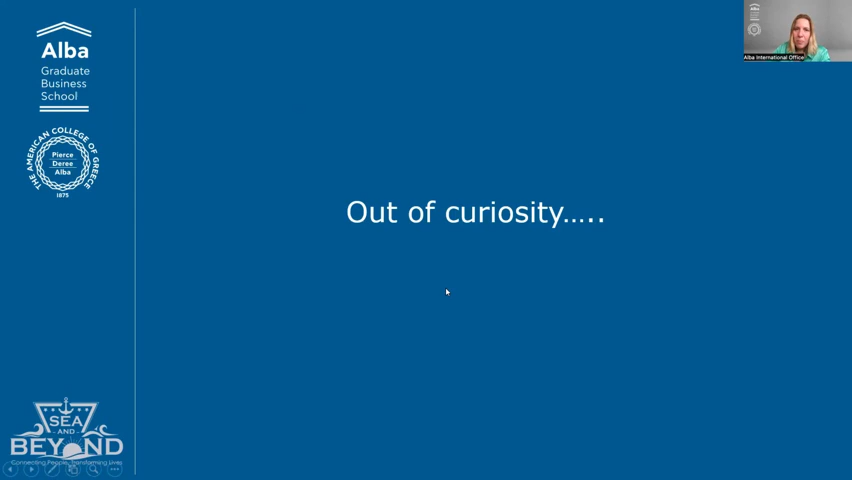 Alba
Graduate
Business
School
THE AMERICAN COLLEGE OF GREECE
Pierce
Deree
Alba
1875
Out of curiosity.....
Alba International Office
SEA
AND
BEYOND
Connecting People, Transforming Lives